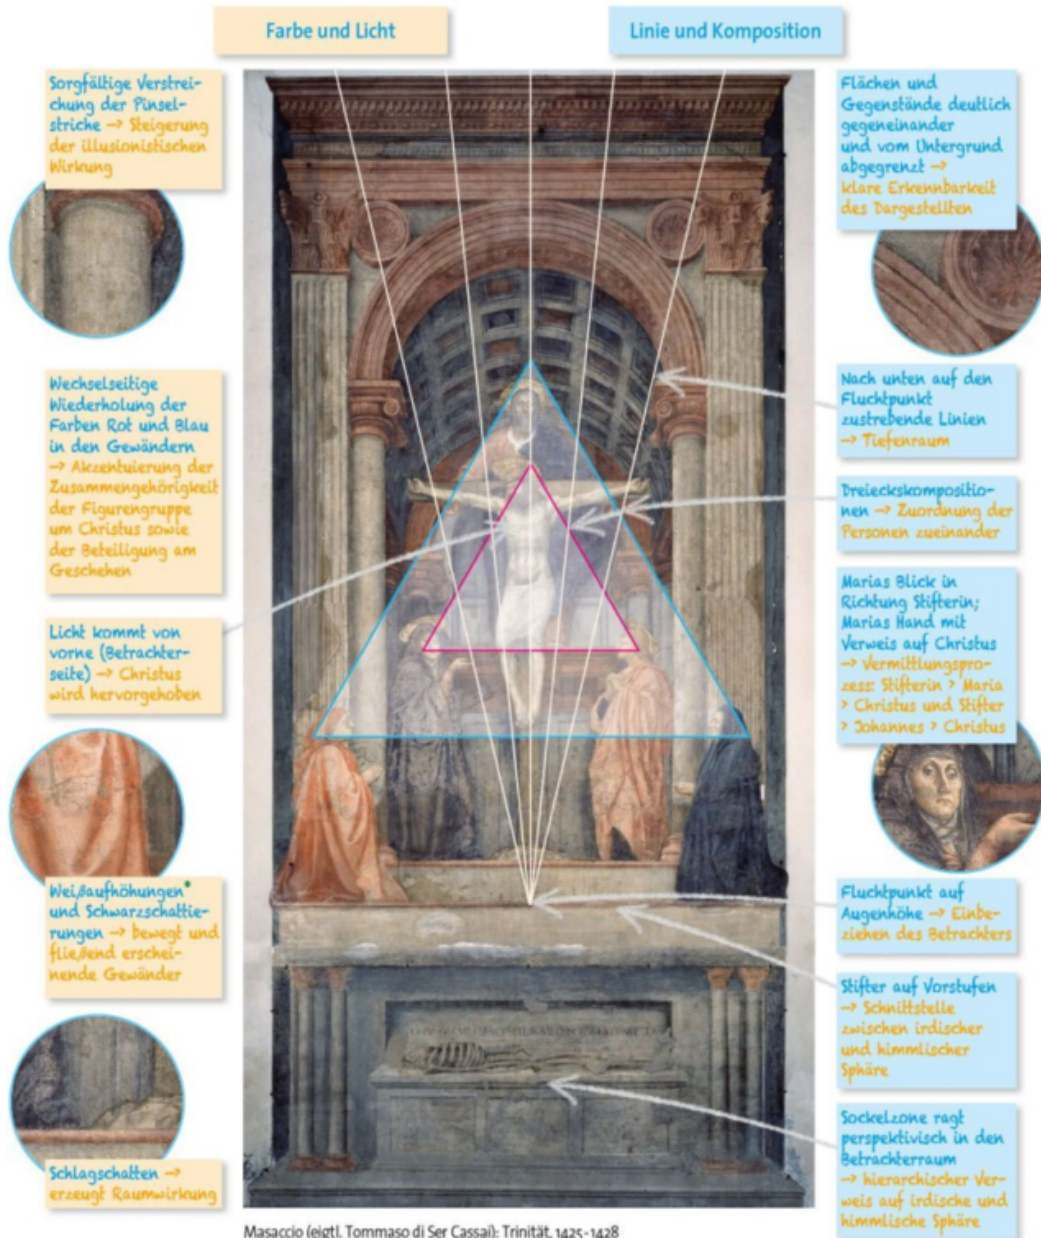 Farbe und Licht
Linie und Komposition
Sorgfältige Verstrei-
chung der Pinsel-
striche → Steigerung
der illusionistischen
Wirkung
Wechselseitige
Wiederholung der
Farben Rot und Blau
in den Gewändern
→ Akzentuierung der
Zusammengehörigkeit
der Figurengruppe
um Christus sowie
der Beteiligung am
Geschehen
Licht kommt von
vorne (Betrachter-
seite) → Christus
wird hervorgehoben
Weißaufhöhungen*
und Schwarzschattie-
rungen → bewegt und
fließend erschei-
nende Gewänder
Schlagschatten →
erzeugt Raumwirkung
Flächen und
Gegenstände deutlich
gegeneinander
und vom Untergrund
abgegrenzt →
klare Erkennbarkeit
des Dargestellten
Nach unten auf den
Fluchtpunkt
zustrebende Linien
→ Tiefenraum
Dreieckskompositio-
nen → Zuordnung der
Personen zueinander
Marias Blick in
Richtung Stifterin;
Marias Hand mit
Verweis auf Christus
→ Vermittlungspro-
zess: Stifterin > Maria
> Christus und Stifter
> Johannes > Christus
Fluchtpunkt auf
Augenhöhe → Einbe-
ziehen des Betrachters
Stifter auf Vorstufen
→ Schnittstelle
zwischen irdischer
und himmlischer
Sphäre
Sockelzone ragt
perspektivisch in den
Betrachterraum
→ hierarchischer Ver-
weis auf irdische und
himmlische Sphäre
Masaccio (eigtl. Tommaso di Ser Cassai): Trinität, 1425-1428